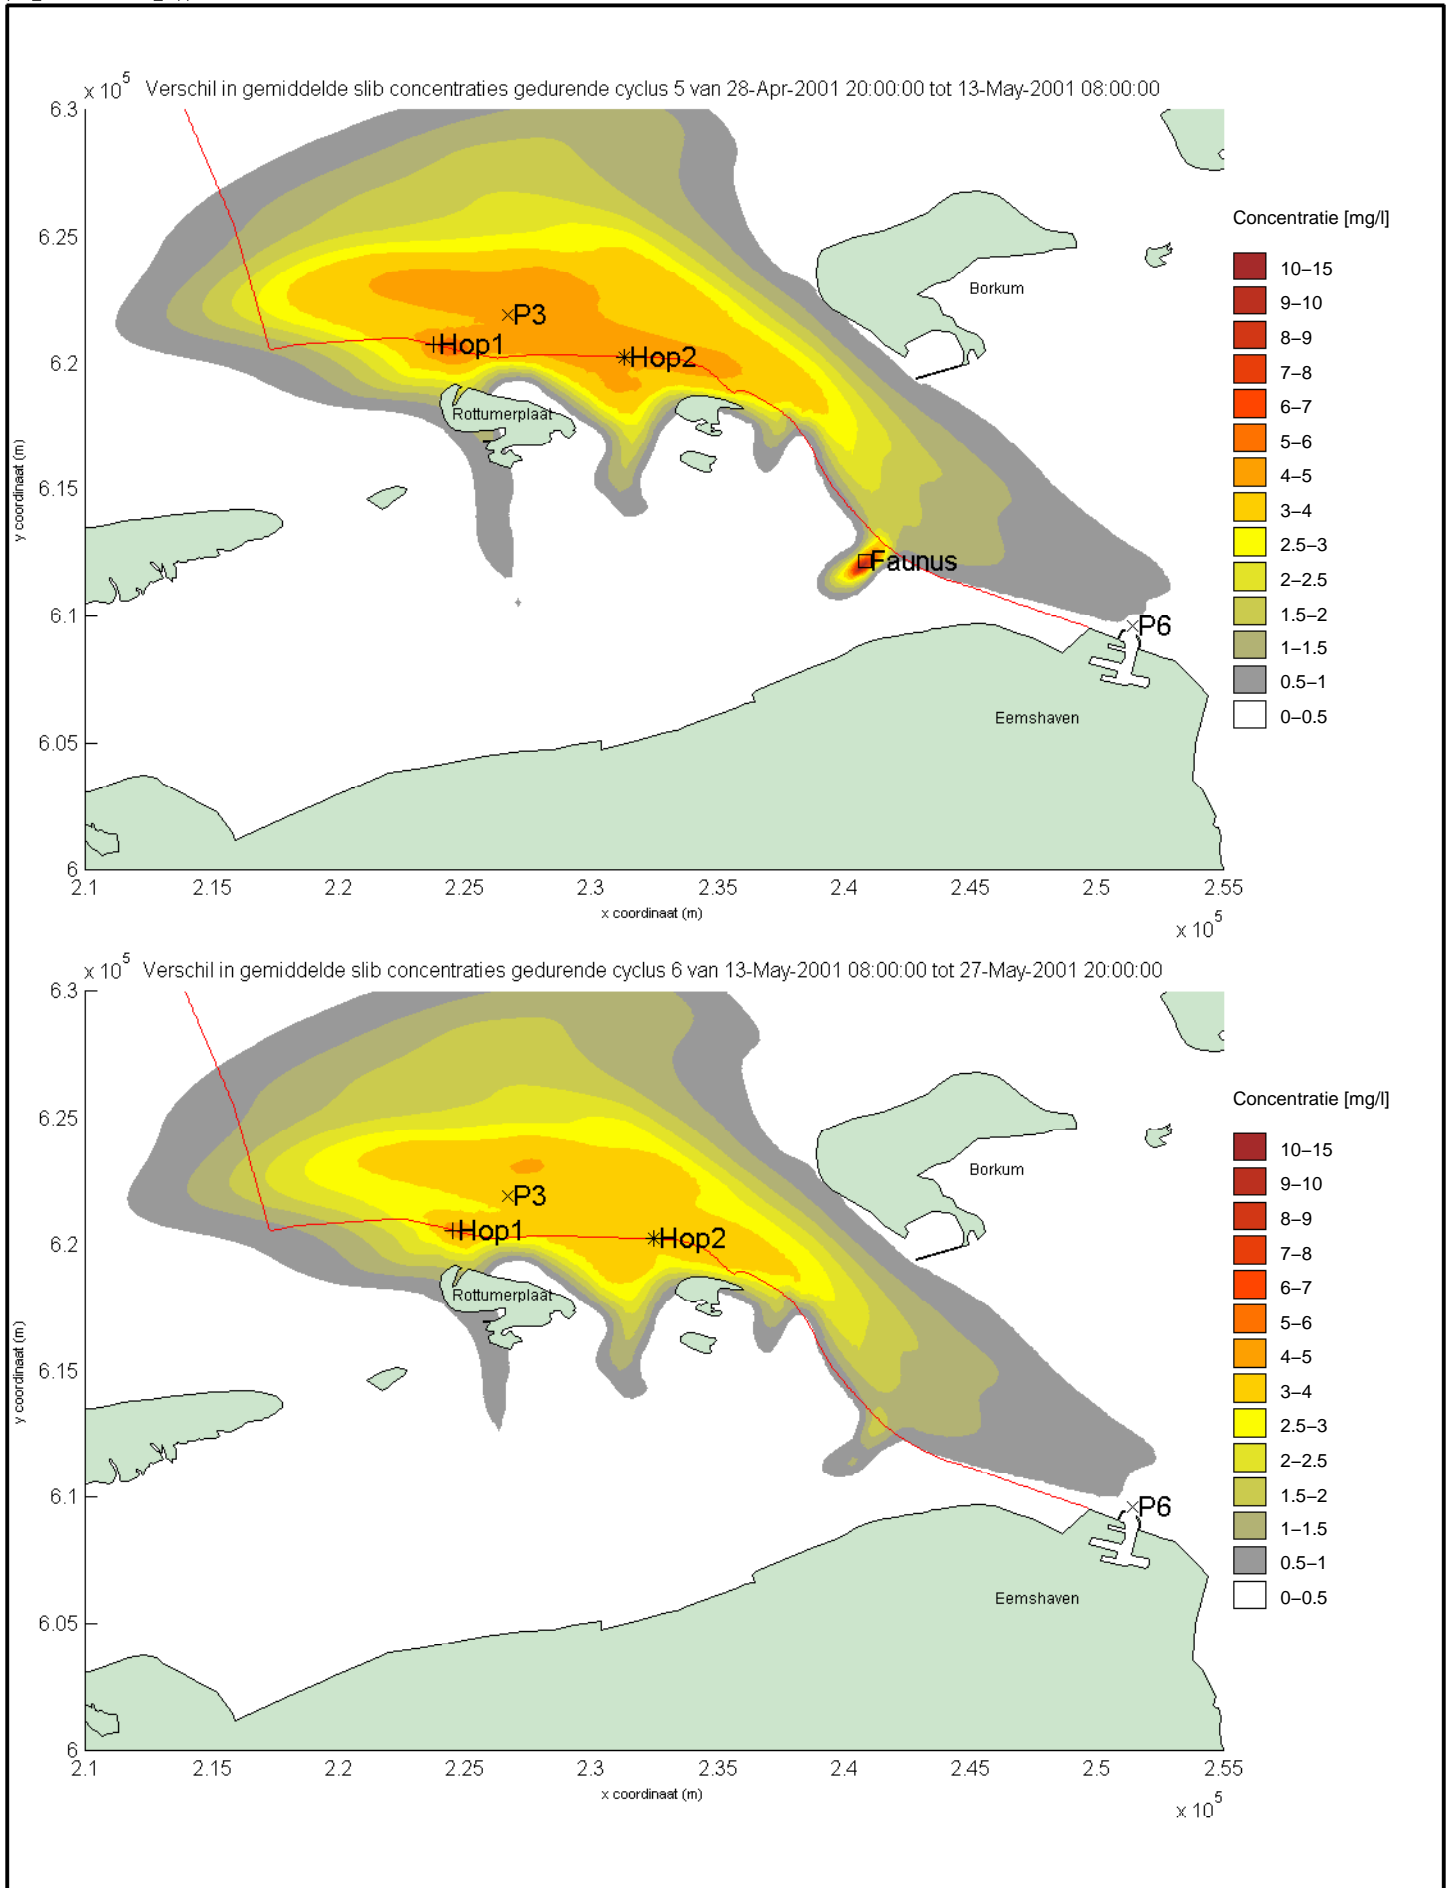 x 10^5 Verschil in gemiddelde slib concentraties gedurende cyclus 5 van 28-Apr-2001 20:00:00 tot 13-May-2001 08:00:00
6.3
6.25
6.2
6.15
6.1
6.05
6
y coordinaat (m)
Borkum
P3
Hop1
Hop2
Rottumerplaat
Faunus
P6
Eemshaven
Concentratie [mg/l]
10–15
9–10
8–9
7–8
6–7
5–6
4–5
3–4
2.5–3
2–2.5
1.5–2
1–1.5
0.5–1
0–0.5
2.1 2.15 2.2 2.25 2.3 2.35 2.4 2.45 2.5 2.55
x coordinaat (m)
x 10^5
x 10^5 Verschil in gemiddelde slib concentraties gedurende cyclus 6 van 13-May-2001 08:00:00 tot 27-May-2001 20:00:00
6.3
6.25
6.2
6.15
6.1
6.05
6
y coordinaat (m)
Borkum
P3
Hop1
Hop2
Rottumerplaat
P6
Eemshaven
Concentratie [mg/l]
10–15
9–10
8–9
7–8
6–7
5–6
4–5
3–4
2.5–3
2–2.5
1.5–2
1–1.5
0.5–1
0–0.5
2.1 2.15 2.2 2.25 2.3 2.35 2.4 2.45 2.5 2.55
x coordinaat (m)
x 10^5